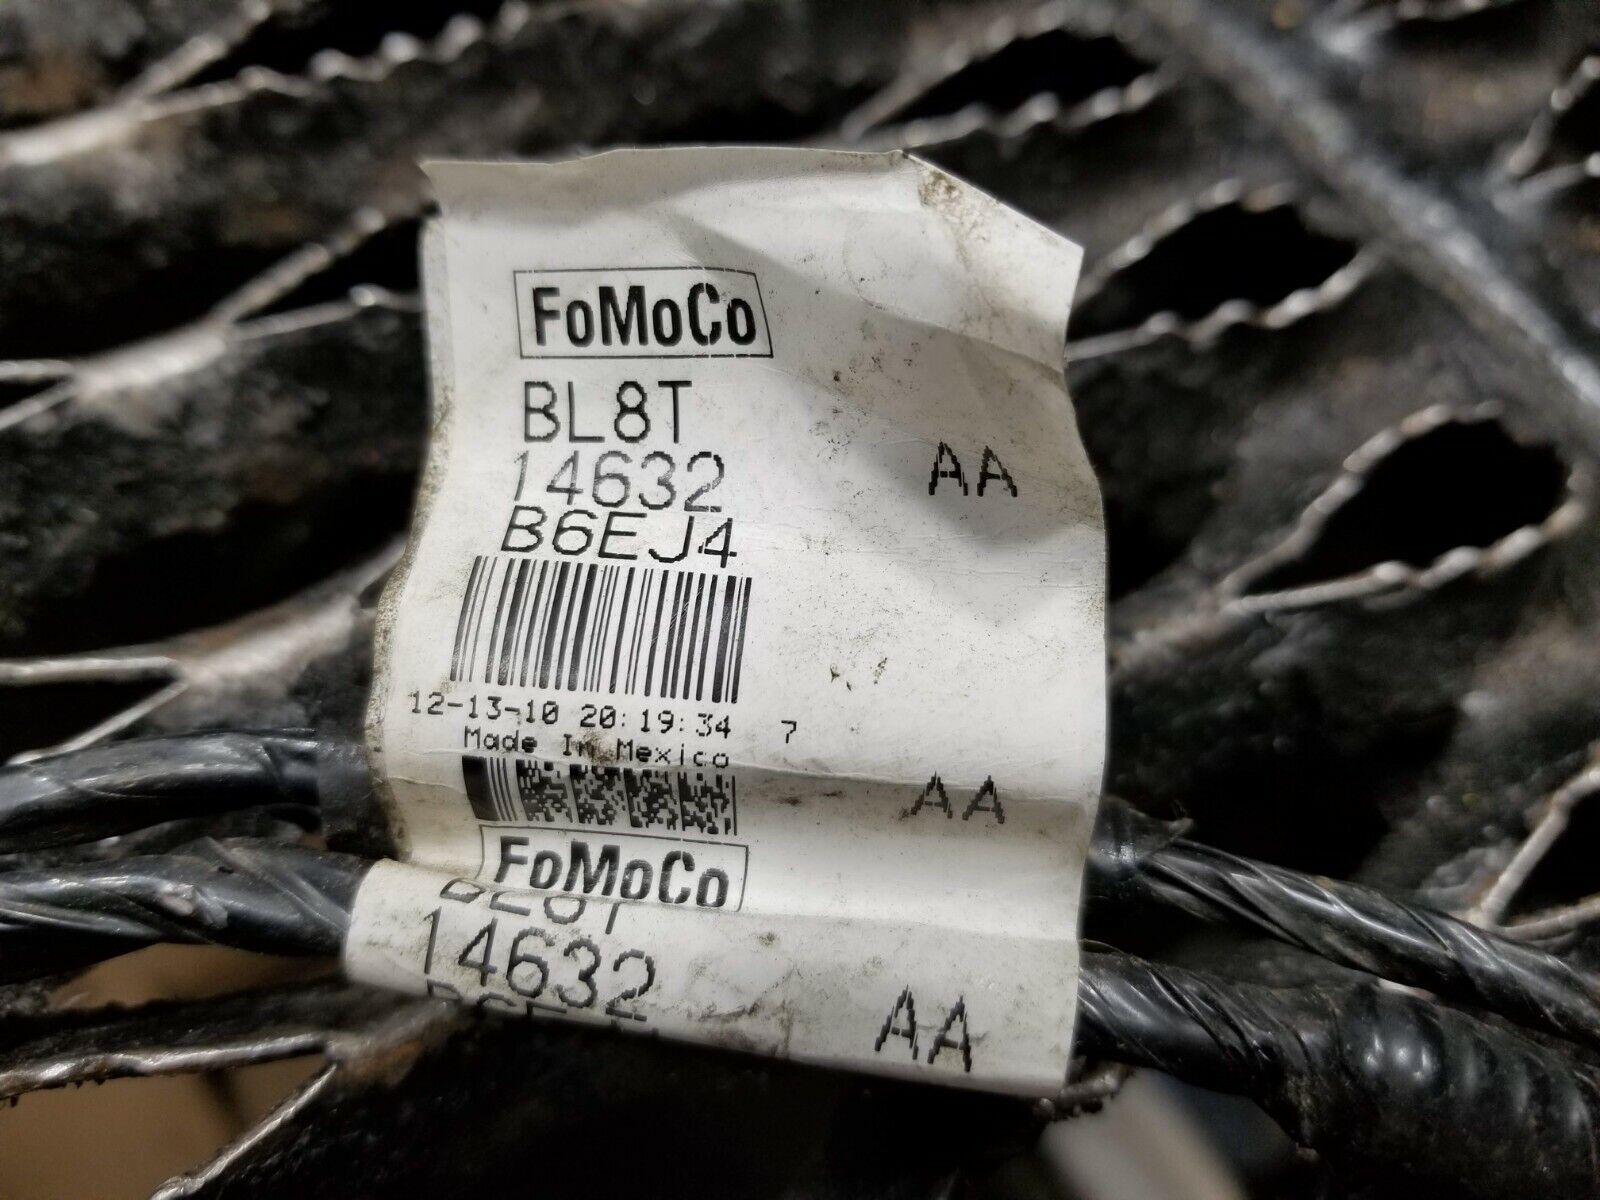 FoMoCo
BL8T
14632 AA
B6EJ4
12-13-10 20:19:34 7
Made In Mexico
AA
FoMoCo
14632
AA